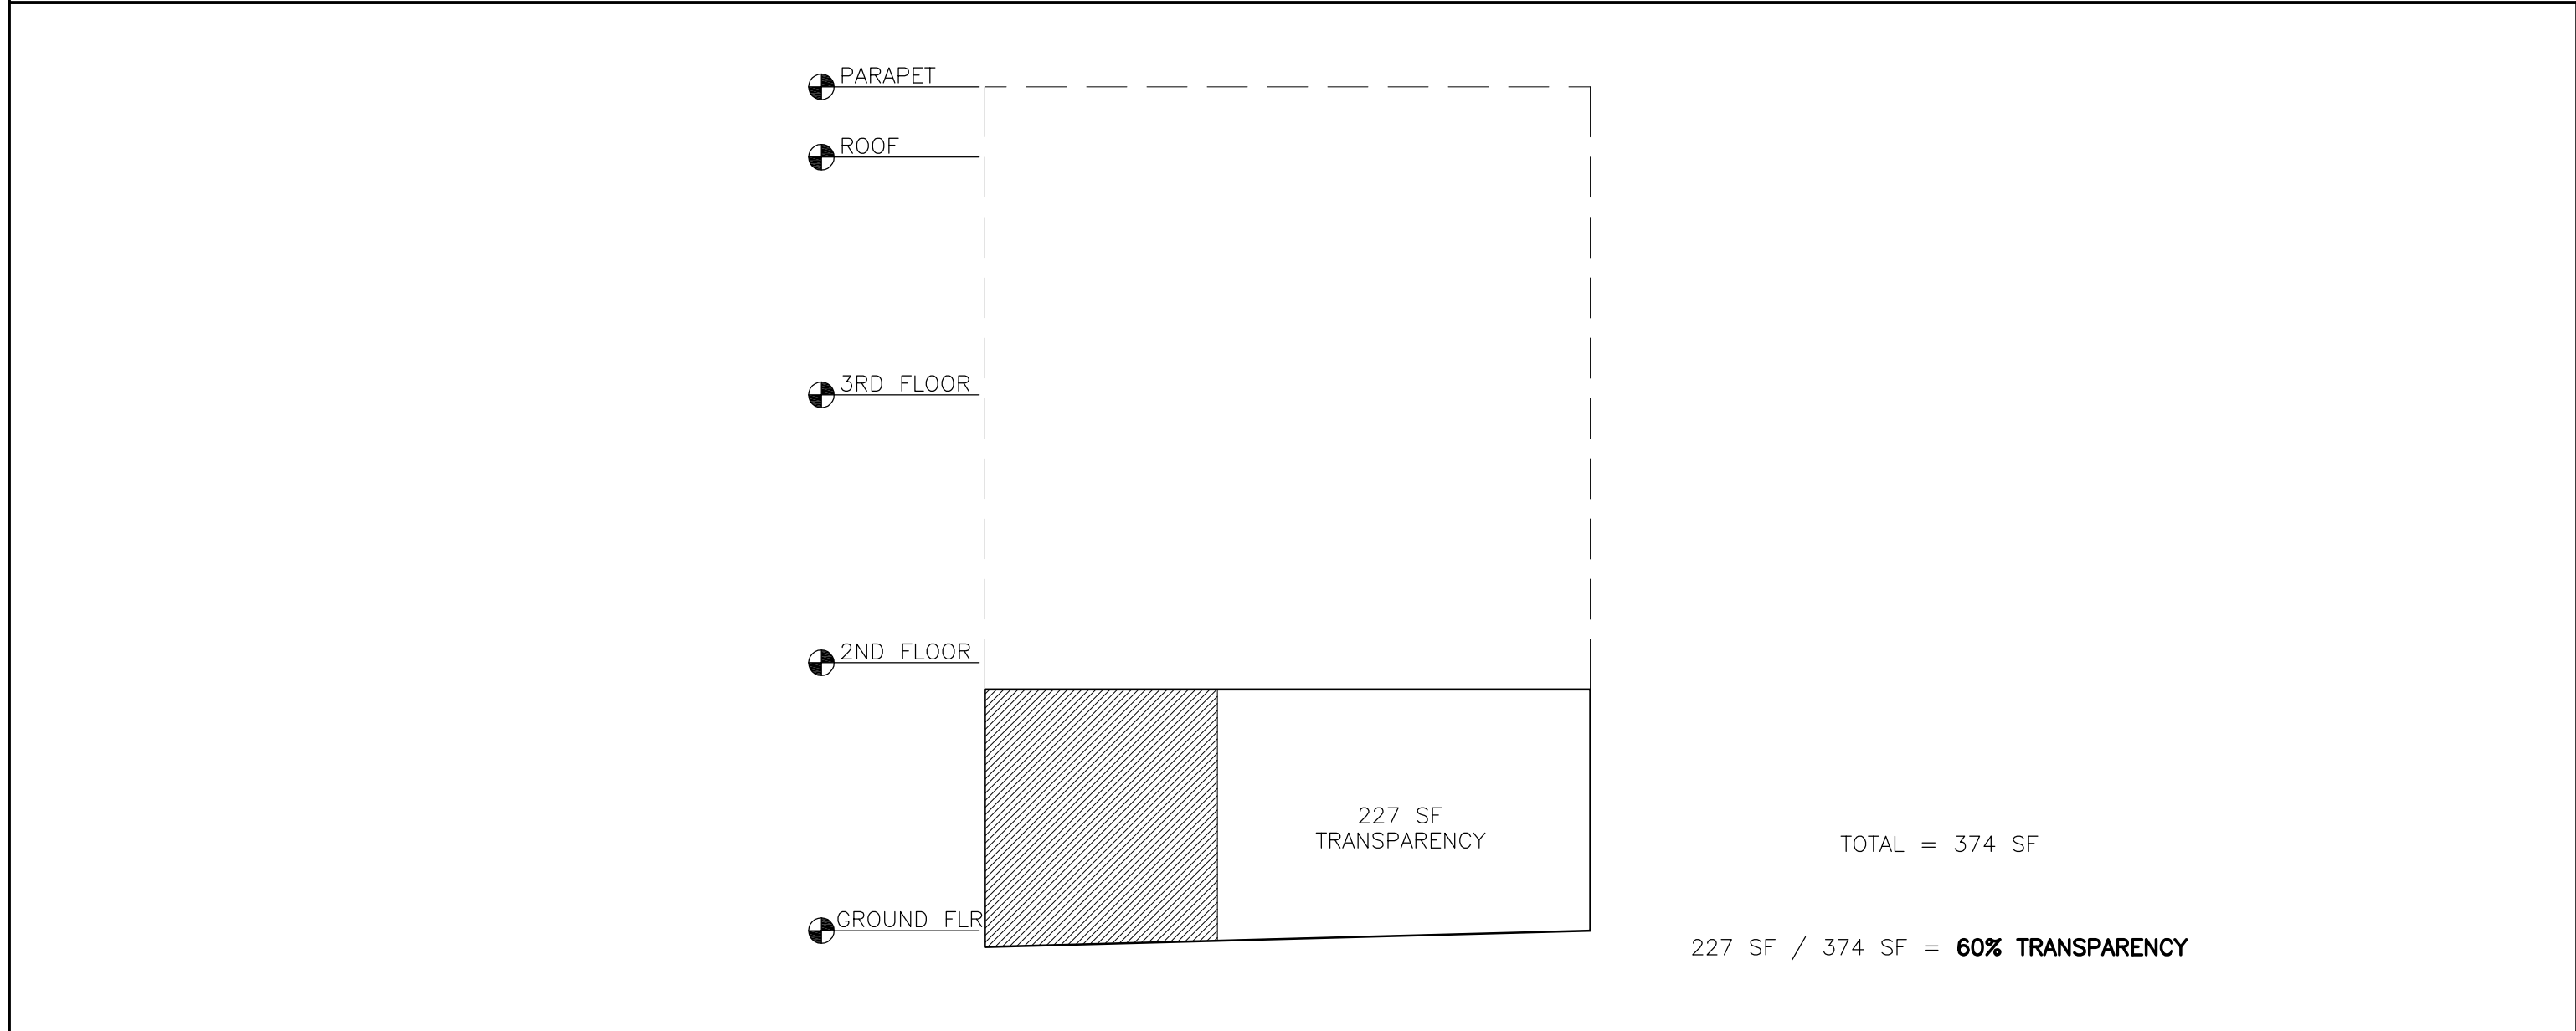 PARAPET
ROOF
3RD FLOOR
2ND FLOOR
227 SF
TRANSPARENCY
TOTAL = 374 SF
GROUND FLR
227 SF / 374 SF = 60% TRANSPARENCY